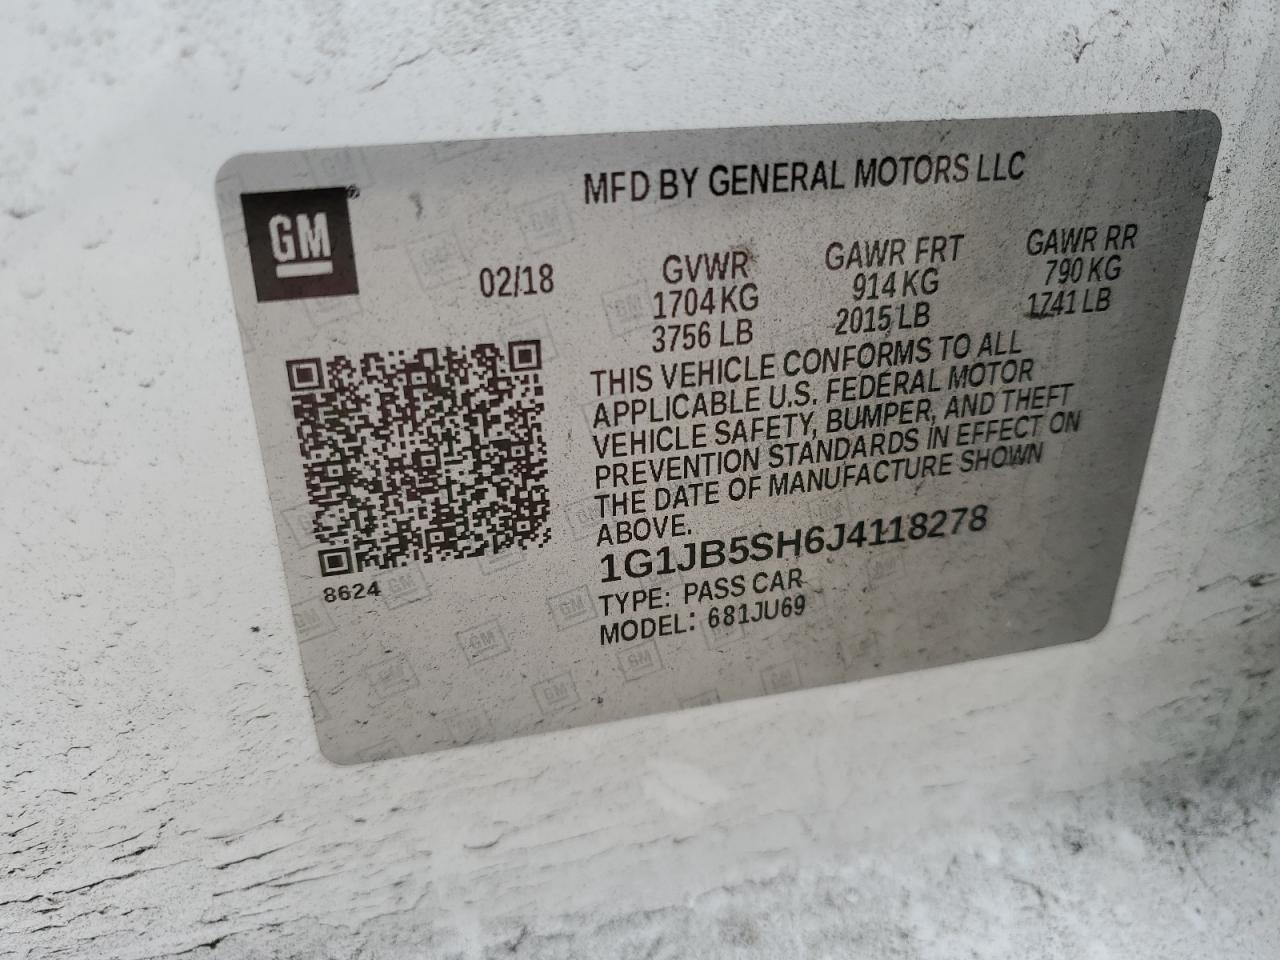 GM
MFD BY GENERAL MOTORS LLC
02/18
GVWR GAWR FRT GAWR RR
1704 KG 914 KG 790 KG
3756 LB 2015 LB 1741 LB
THIS VEHICLE CONFORMS TO ALL
APPLICABLE U.S. FEDERAL MOTOR
VEHICLE SAFETY, BUMPER, AND THEFT
PREVENTION STANDARDS IN EFFECT ON
THE DATE OF MANUFACTURE SHOWN
ABOVE.
1G1JB5SH6J4118278
TYPE: PASS CAR
MODEL: 681JU69
8624